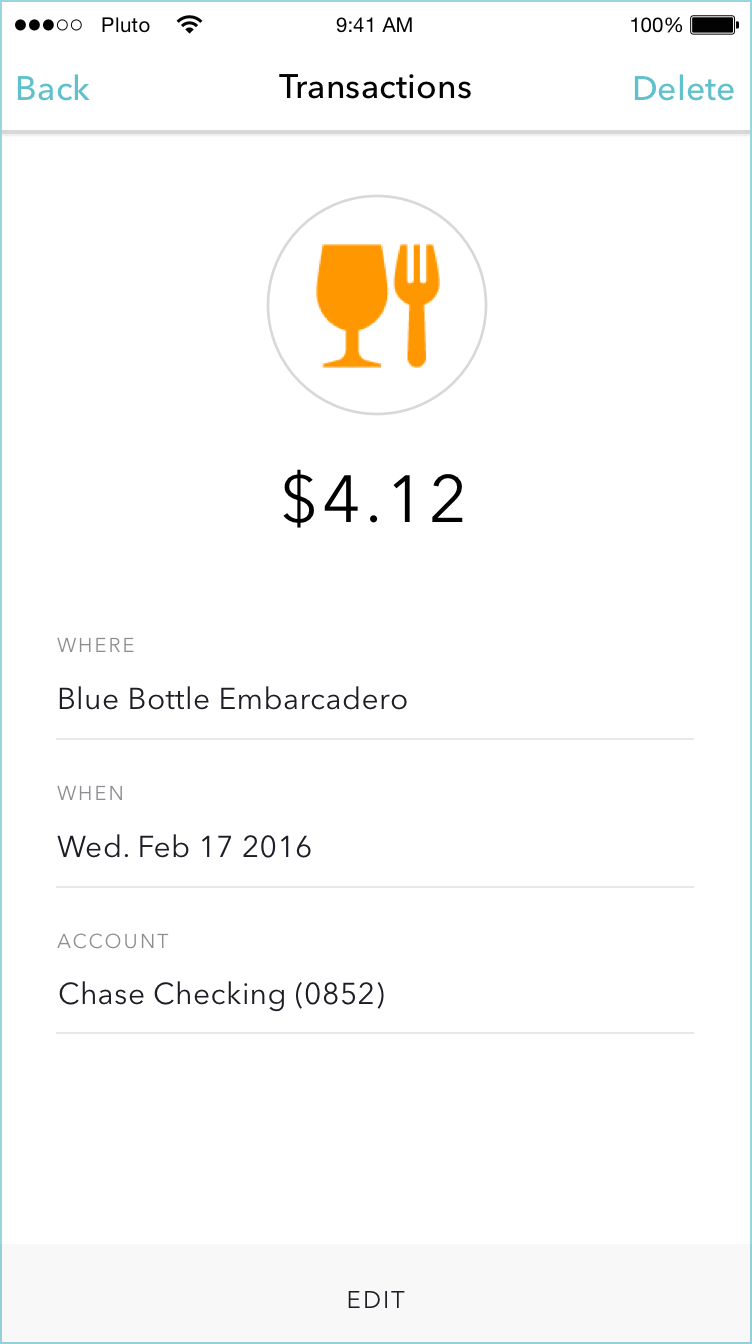 Pluto 9:41 AM 100%
Back Transactions Delete
$4.12
WHERE
Blue Bottle Embarcadero
WHEN
Wed. Feb 17 2016
ACCOUNT
Chase Checking (0852)
EDIT